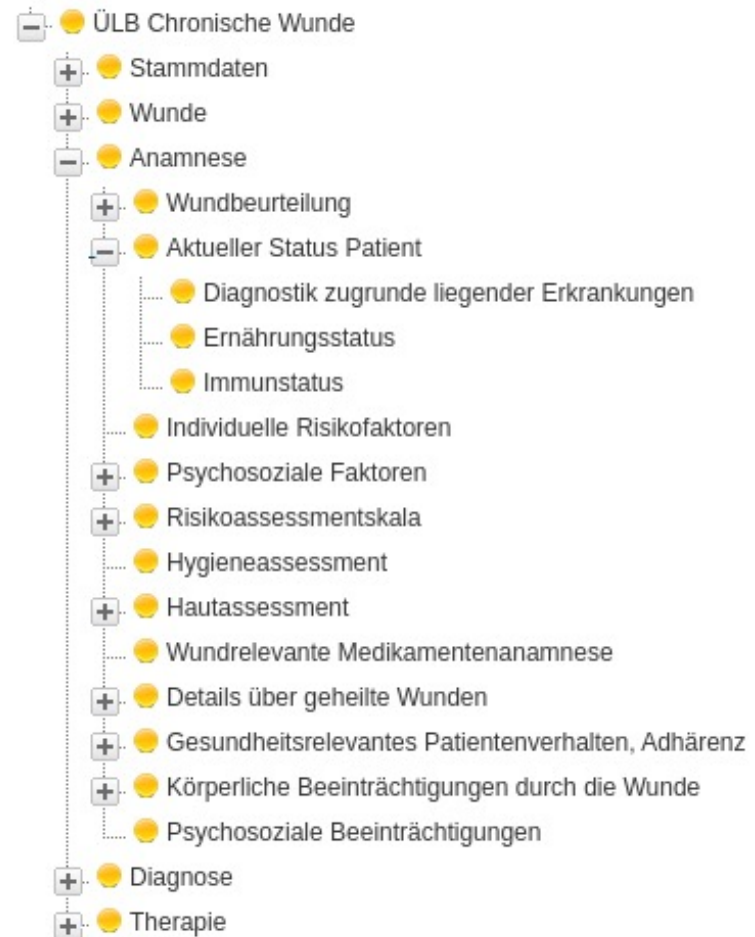 ÜLB Chronische Wunde
Stammdaten
Wunde
Anamnese
Wundbeurteilung
Aktueller Status Patient
Diagnostik zugrunde liegender Erkrankungen
Ernährungsstatus
Immunstatus
Individuelle Risikofaktoren
Psychosoziale Faktoren
Risikoassessmentskala
Hygieneassessment
Hautassessment
Wundrelevante Medikamentenanamnese
Details über geheilte Wunden
Gesundheitsrelevantes Patientenverhalten, Adhärenz
Körperliche Beeinträchtigungen durch die Wunde
Psychosoziale Beeinträchtigungen
Diagnose
Therapie